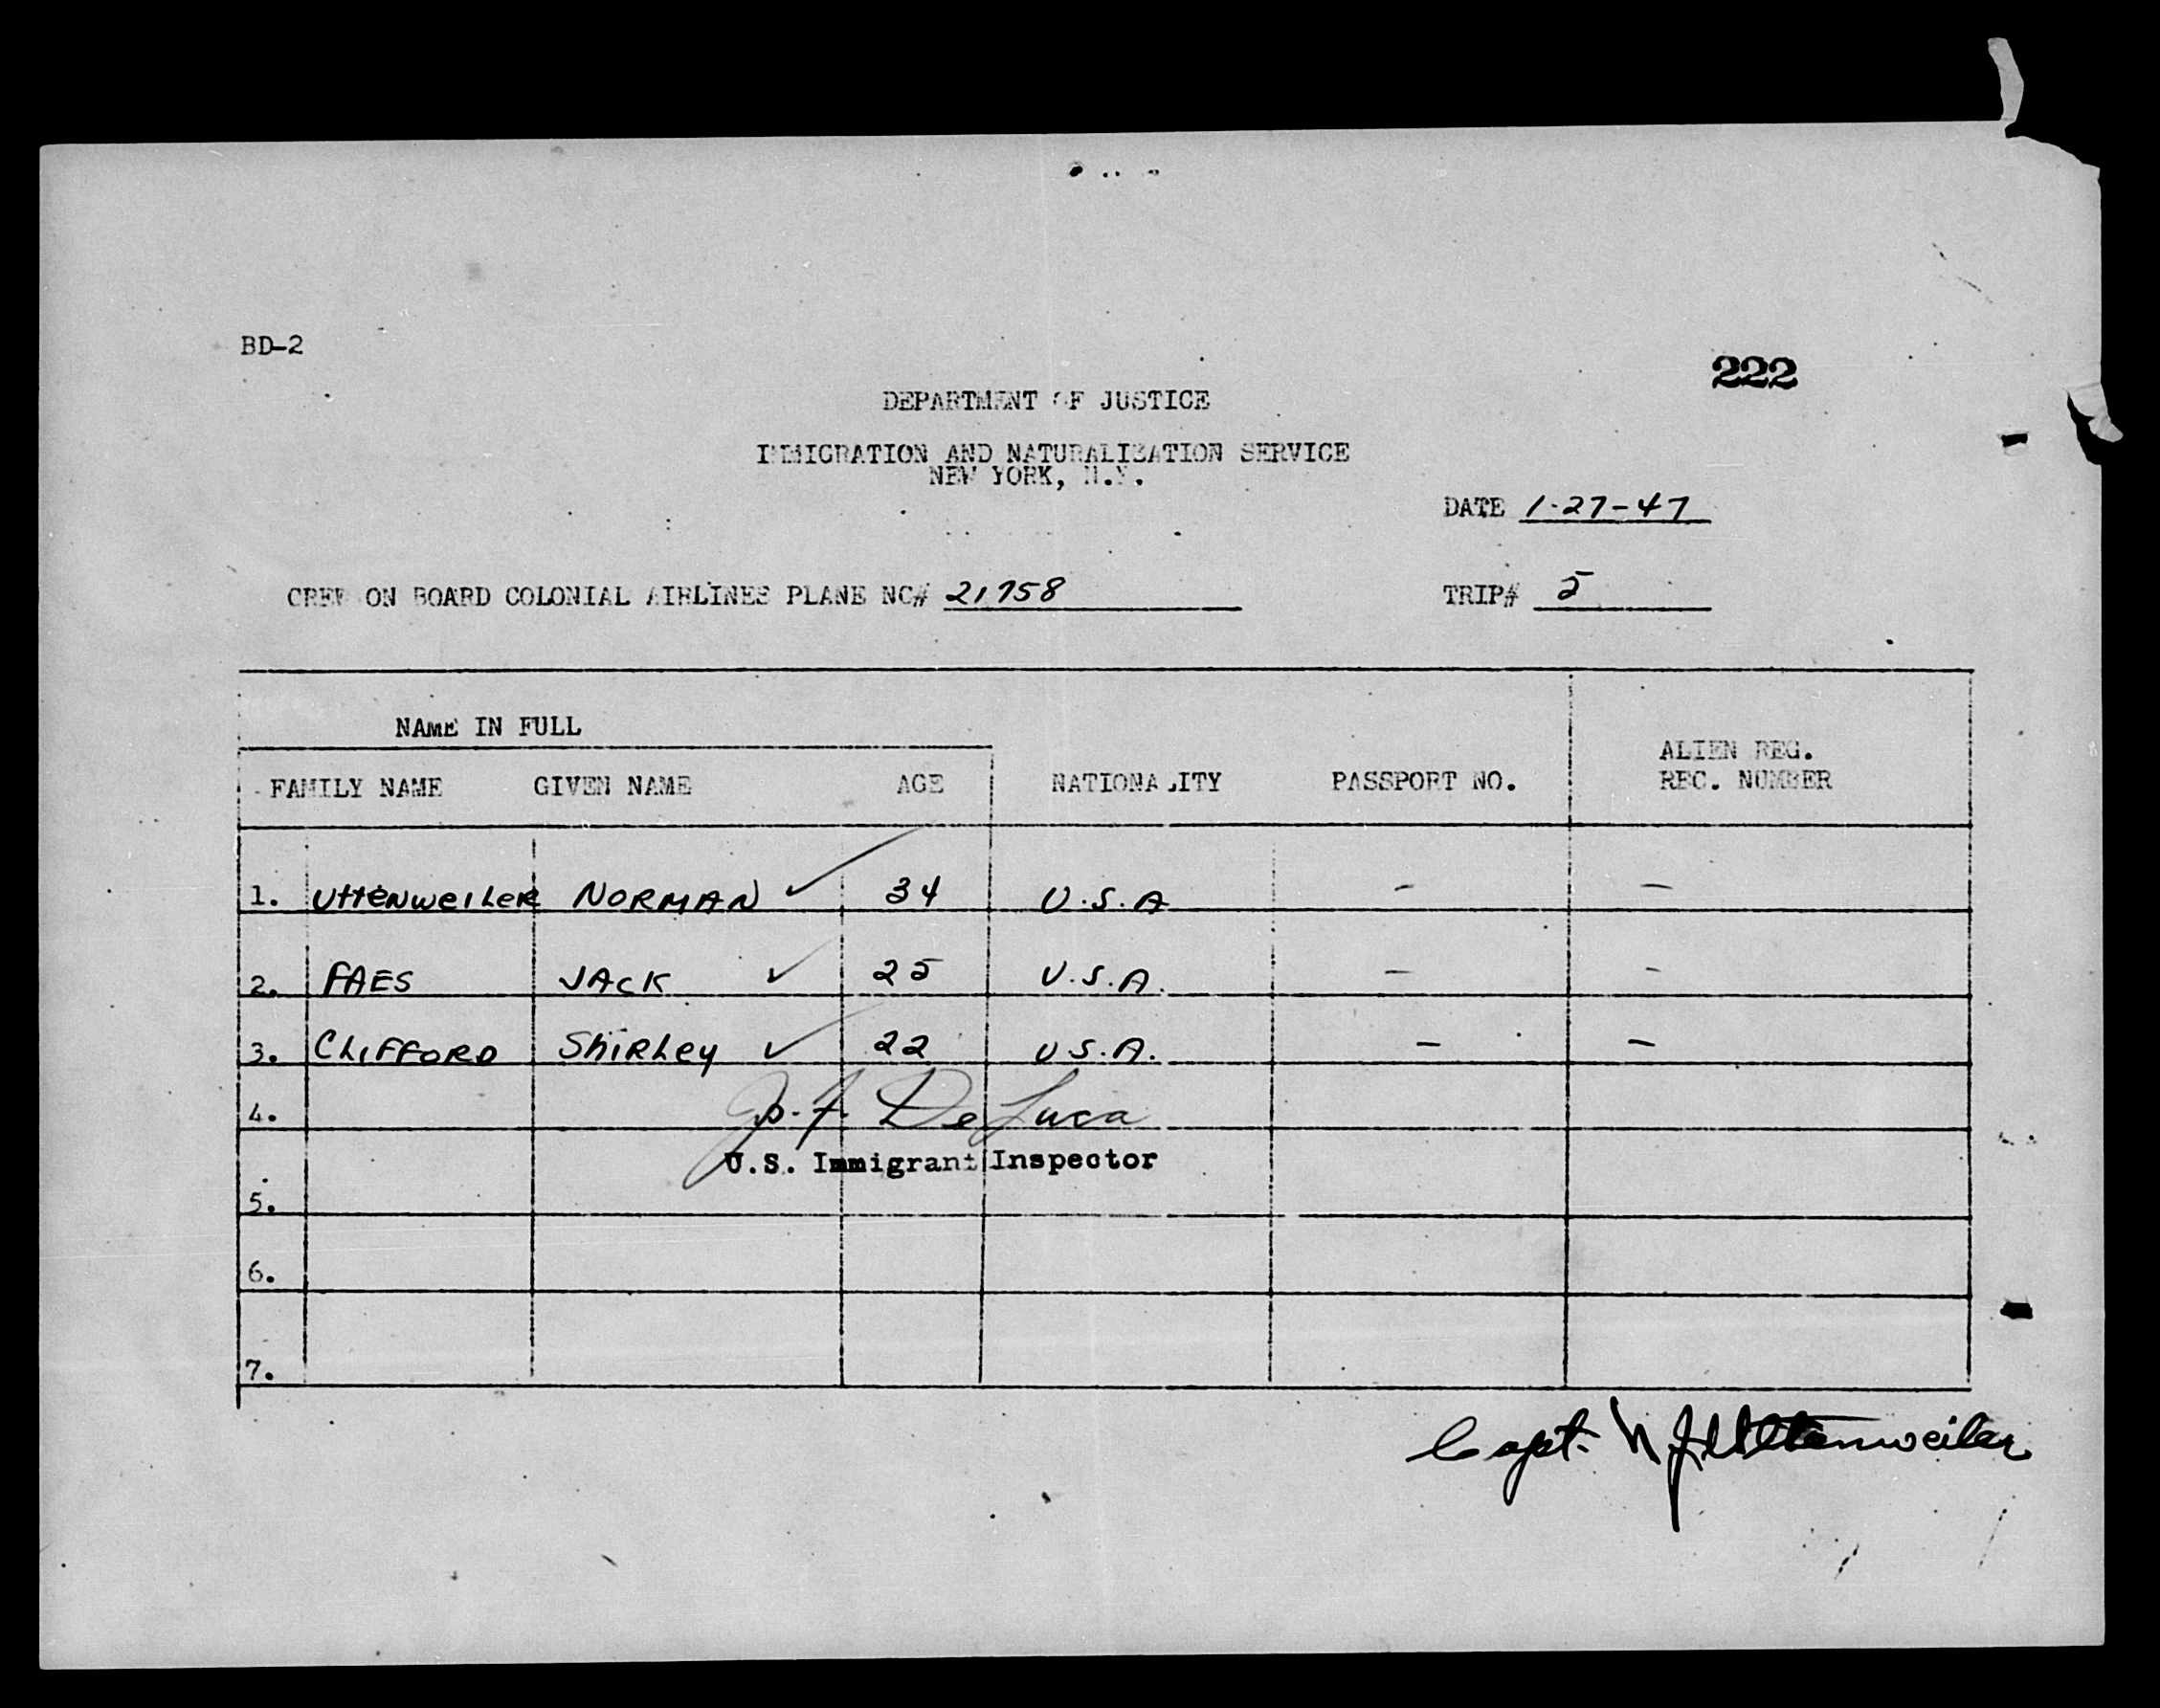 BD-2
222
DEPARTMENT OF JUSTICE
IMMIGRATION AND NATURALIZATION SERVICE
NEW YORK, N.Y.
DATE 1-27-47
CREW ON BOARD COLONIAL AIRLINES PLANE NC# 21758
TRIP# 5
NAME IN FULL
FAMILY NAME GIVEN NAME AGE NATIONALITY PASSPORT NO. ALIEN REG. REC. NUMBER
1. UttenweiLeR NORMAN ✓ 34 U.S.A — —
2. FAES JACK ✓ 25 U.S.A. — -
3. CLiFFORD ShiRLey ✓ 22 U S.A. — —
4. De Luca
U.S. Immigrant Inspector
5.
6.
7.
Capt. N J Uttenweiler